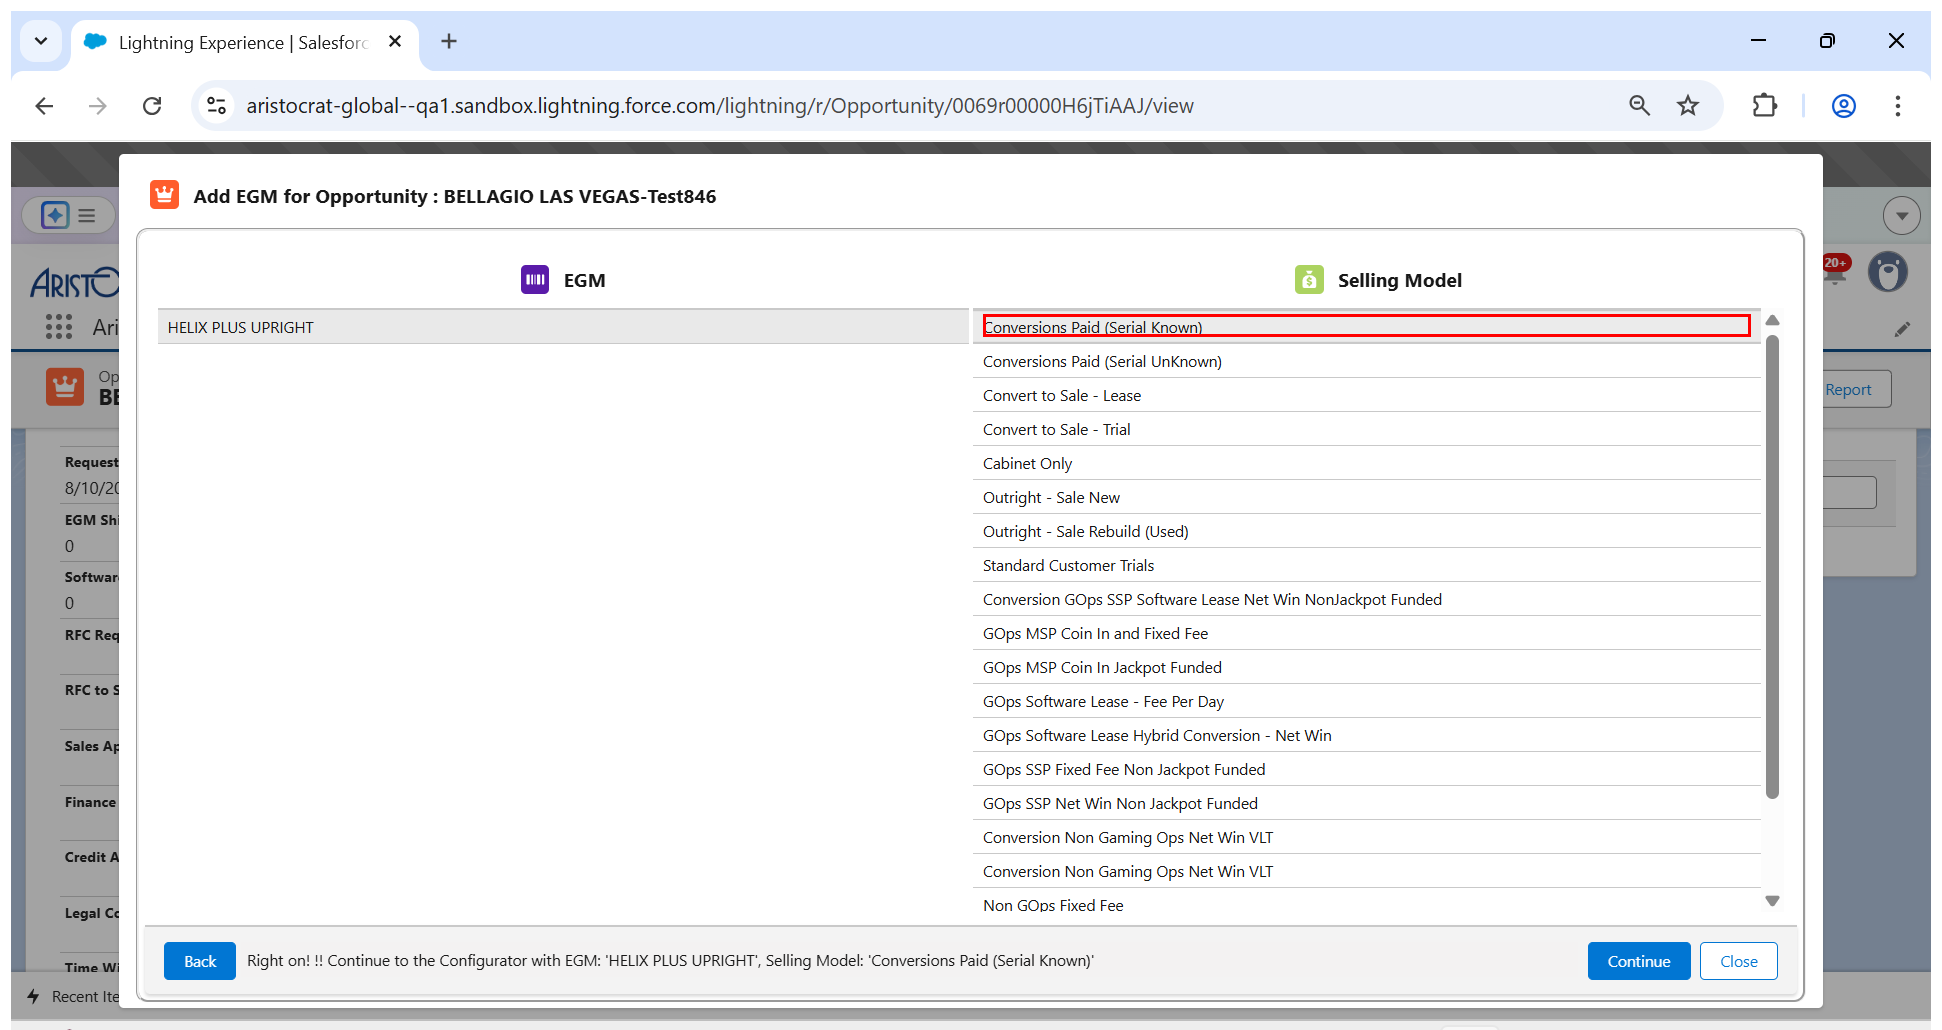 Lightning Experience | Salesforc
aristocrat-global--qa1.sandbox.lightning.force.com/lightning/r/Opportunity/0069r00000H6jTiAAJ/view
Add EGM for Opportunity : BELLAGIO LAS VEGAS-Test846
EGM
Selling Model
HELIX PLUS UPRIGHT
Conversions Paid (Serial Known)
Conversions Paid (Serial UnKnown)
Convert to Sale - Lease
Convert to Sale - Trial
Cabinet Only
Outright - Sale New
Outright - Sale Rebuild (Used)
Standard Customer Trials
Conversion GOps SSP Software Lease Net Win NonJackpot Funded
GOps MSP Coin In and Fixed Fee
GOps MSP Coin In Jackpot Funded
GOps Software Lease - Fee Per Day
GOps Software Lease Hybrid Conversion - Net Win
GOps SSP Fixed Fee Non Jackpot Funded
GOps SSP Net Win Non Jackpot Funded
Conversion Non Gaming Ops Net Win VLT
Conversion Non Gaming Ops Net Win VLT
Non GOps Fixed Fee
Back
Right on! !! Continue to the Configurator with EGM: 'HELIX PLUS UPRIGHT', Selling Model: 'Conversions Paid (Serial Known)'
Continue
Close
ARISTO
Ari
Op
BE
Request
8/10/20
EGM Shi
0
Softwar
0
RFC Req
RFC to S
Sales Ap
Finance
Credit A
Legal Co
Time Wi
Recent Ite
20+
Report